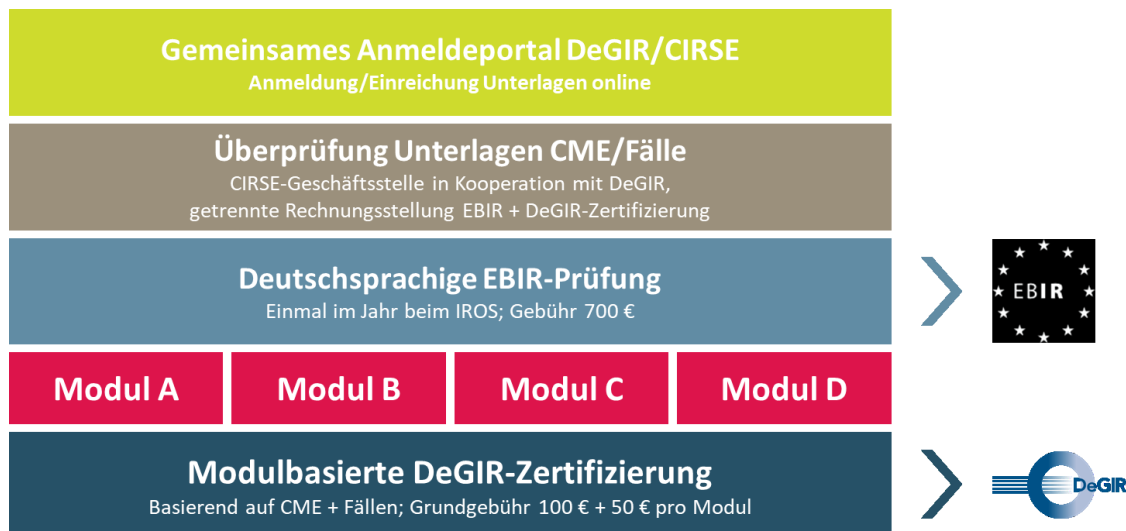 Gemeinsames Anmeldeportal DeGIR/CIRSE
Anmeldung/Einreichung Unterlagen online
Überprüfung Unterlagen CME/Fälle
CIRSE-Geschäftsstelle in Kooperation mit DeGIR,
getrennte Rechnungsstellung EBIR + DeGIR-Zertifizierung
Deutschsprachige EBIR-Prüfung
Einmal im Jahr beim IROS; Gebühr 700 €
EBIR
Modul A
Modul B
Modul C
Modul D
Modulbasierte DeGIR-Zertifizierung
Basierend auf CME + Fällen; Grundgebühr 100 € + 50 € pro Modul
DeGIR